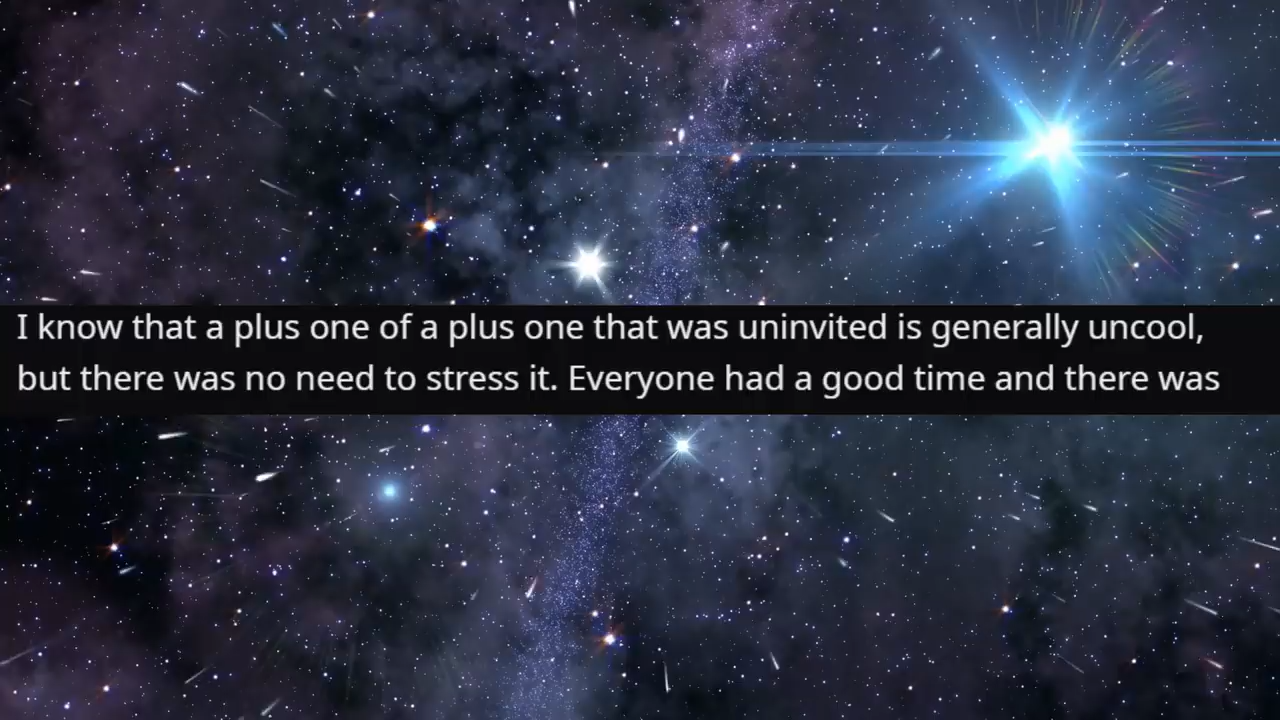 I know that a plus one of a plus one that was uninvited is generally uncool,
but there was no need to stress it. Everyone had a good time and there was